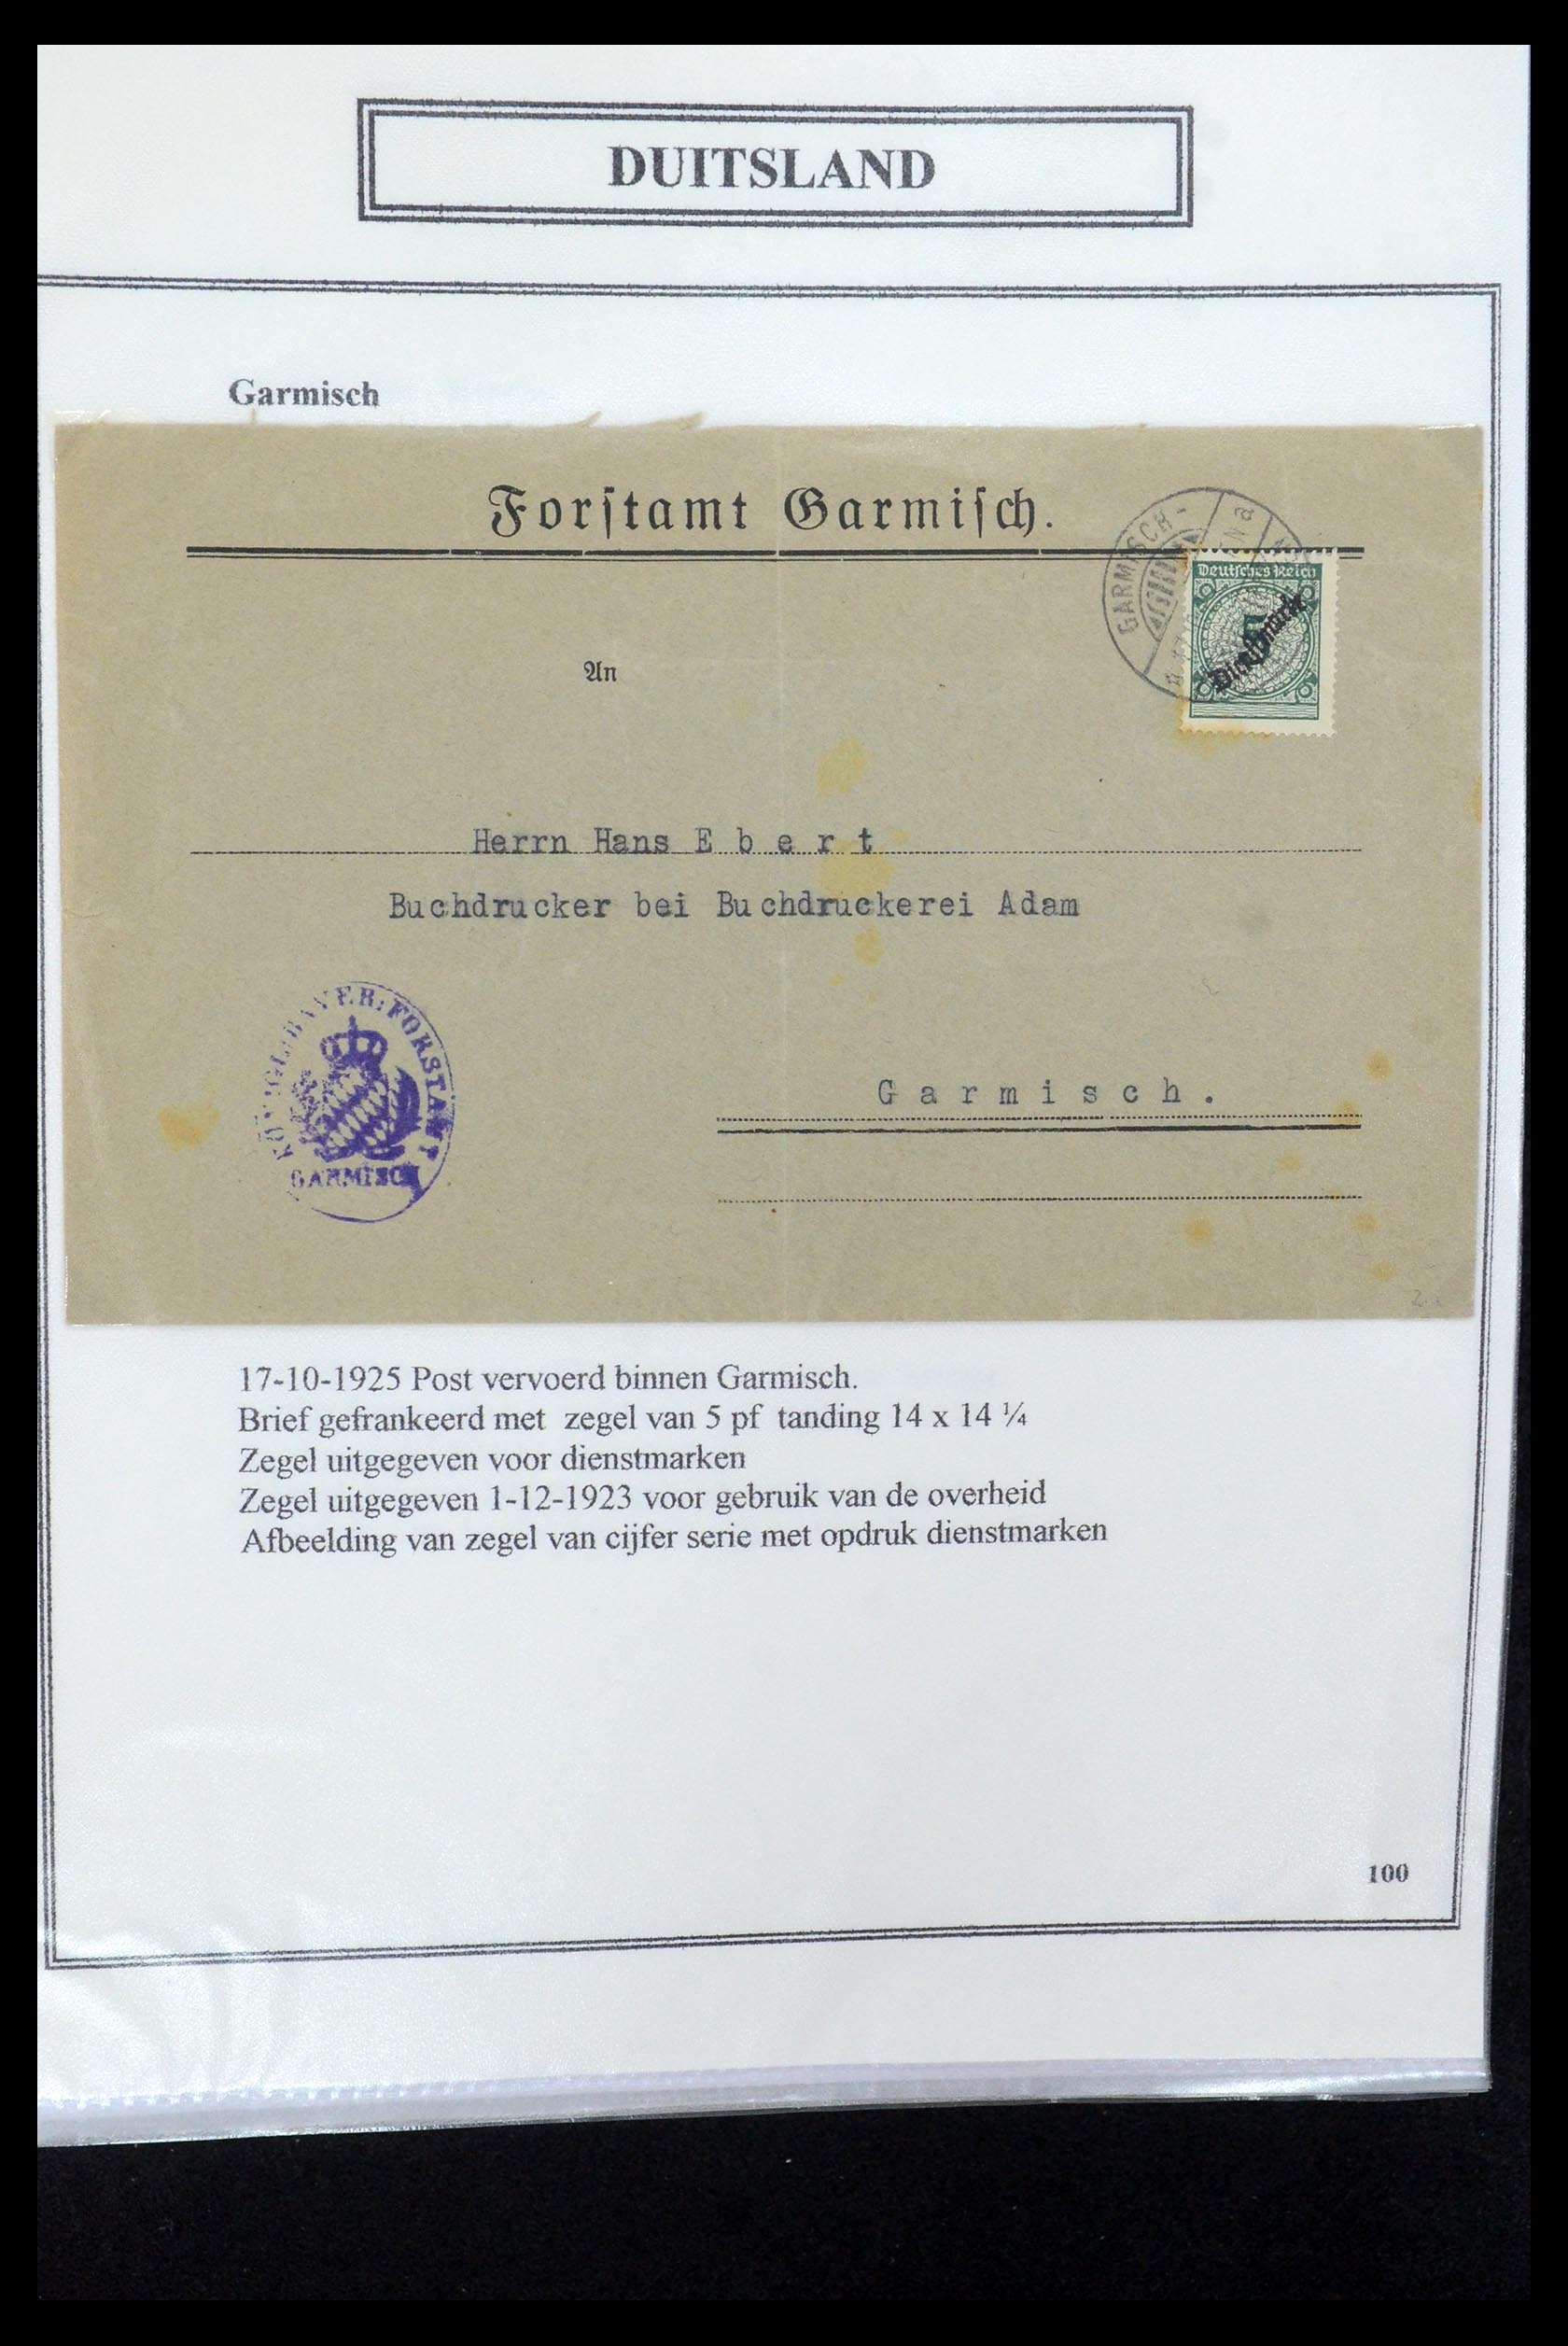 DUITSLAND
Garmisch
Forstamt Garmisch.
GARMISCH-
a
Deutsches Reich
5
Dienstmarke
An
Herrn Hans E b e r t
Buchdrucker bei Buchdruckerei Adam
BAYER. FORSTAMT
GARMISCH
G a r m i s c h .
17-10-1925 Post vervoerd binnen Garmisch.
Brief gefrankeerd met zegel van 5 pf tanding 14 x 14 ¼
Zegel uitgegeven voor dienstmarken
Zegel uitgegeven 1-12-1923 voor gebruik van de overheid
Afbeelding van zegel van cijfer serie met opdruk dienstmarken
100